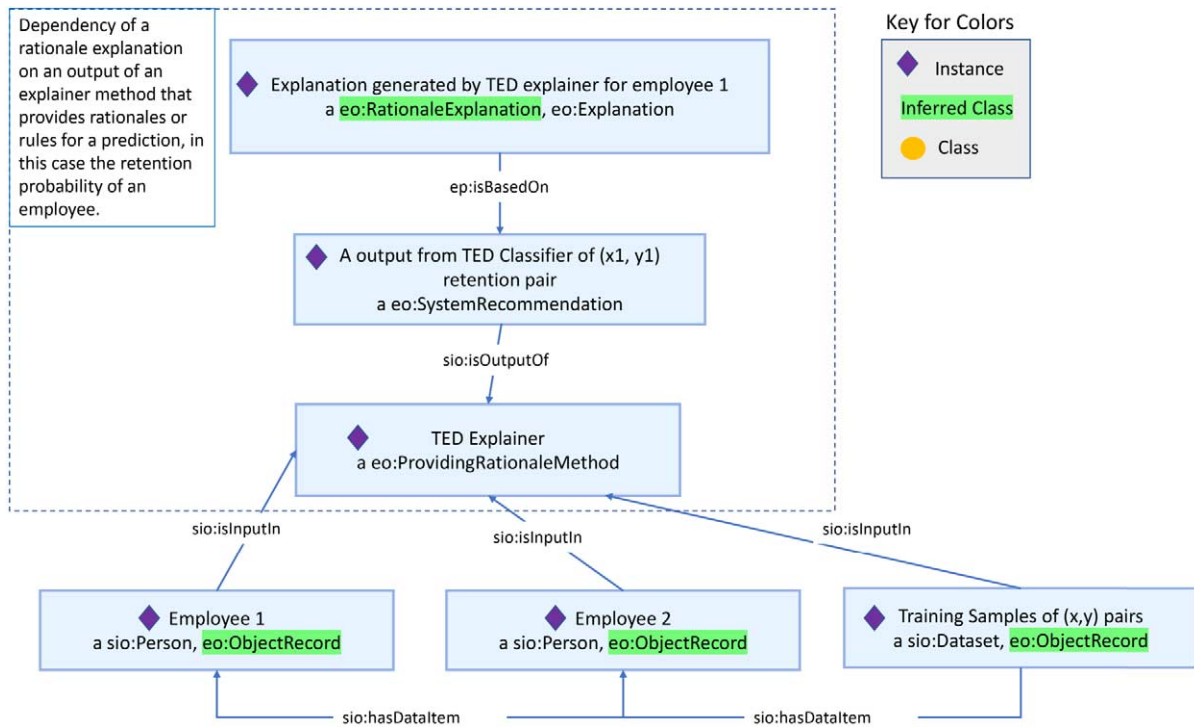 Dependency of a
rationale explanation
on an output of an
explainer method that
provides rationales or
rules for a prediction, in
this case the retention
probability of an
employee.
Key for Colors
Instance
Inferred Class
Class
Explanation generated by TED explainer for employee 1
a eo:RationaleExplanation, eo:Explanation
ep:isBasedOn
A output from TED Classifier of (x1, y1)
retention pair
a eo:SystemRecommendation
sio:isOutputOf
TED Explainer
a eo:ProvidingRationaleMethod
sio:isInputIn
sio:isInputIn
sio:isInputIn
Employee 1
a sio:Person, eo:ObjectRecord
Employee 2
a sio:Person, eo:ObjectRecord
Training Samples of (x,y) pairs
a sio:Dataset, eo:ObjectRecord
sio:hasDataItem
sio:hasDataItem